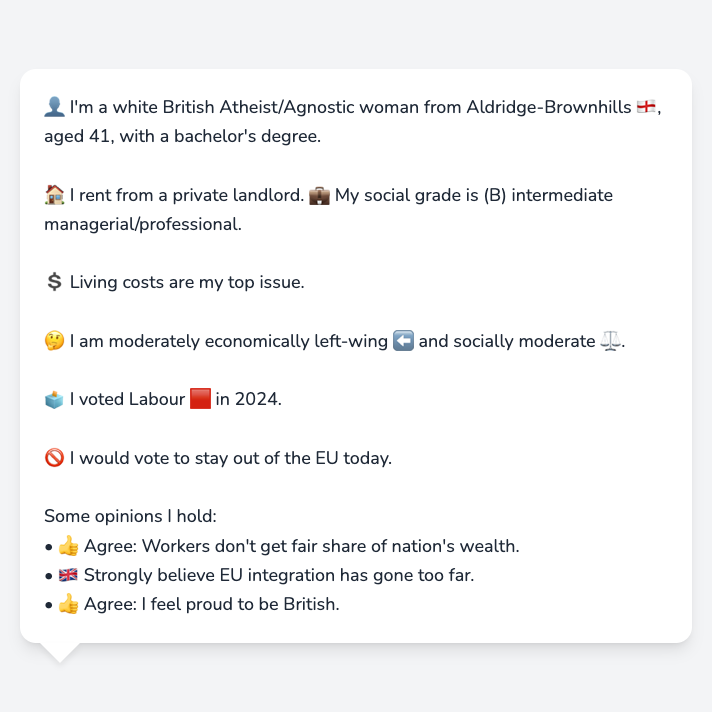 👤 I'm a white British Atheist/Agnostic woman from Aldridge-Brownhills 🏴󠁧󠁢󠁥󠁮󠁧󠁿,
aged 41, with a bachelor's degree.
🏠 I rent from a private landlord. 💼 My social grade is (B) intermediate
managerial/professional.
💲 Living costs are my top issue.
🤔 I am moderately economically left-wing ⬅️ and socially moderate ⚖️.
🗳️ I voted Labour 🟥 in 2024.
🚫 I would vote to stay out of the EU today.
Some opinions I hold:
• 👍 Agree: Workers don't get fair share of nation's wealth.
• 🇬🇧 Strongly believe EU integration has gone too far.
• 👍 Agree: I feel proud to be British.